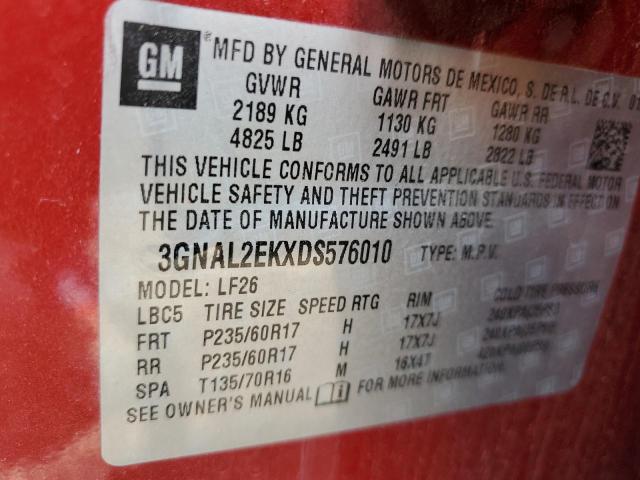 GM
® MFD BY GENERAL MOTORS DE MEXICO, S. DE R.L. DE C.V.
GVWR GAWR FRT GAWR RR
2189 KG 1130 KG 1280 KG
4825 LB 2491 LB 2822 LB
THIS VEHICLE CONFORMS TO ALL APPLICABLE U.S. FEDERAL MOTOR
VEHICLE SAFETY AND THEFT PREVENTION STANDARDS IN EFFECT ON
THE DATE OF MANUFACTURE SHOWN ABOVE.
3GNAL2EKXDS576010 TYPE: M.P.V.
MODEL: LF26
LBC5 TIRE SIZE SPEED RTG RIM COLD TIRE PRESSURE
FRT P235/60R17 H 17X7J
RR P235/60R17 H 17X7J
SPA T135/70R16 M 16X4T
SEE OWNER'S MANUAL FOR MORE INFORMATION.